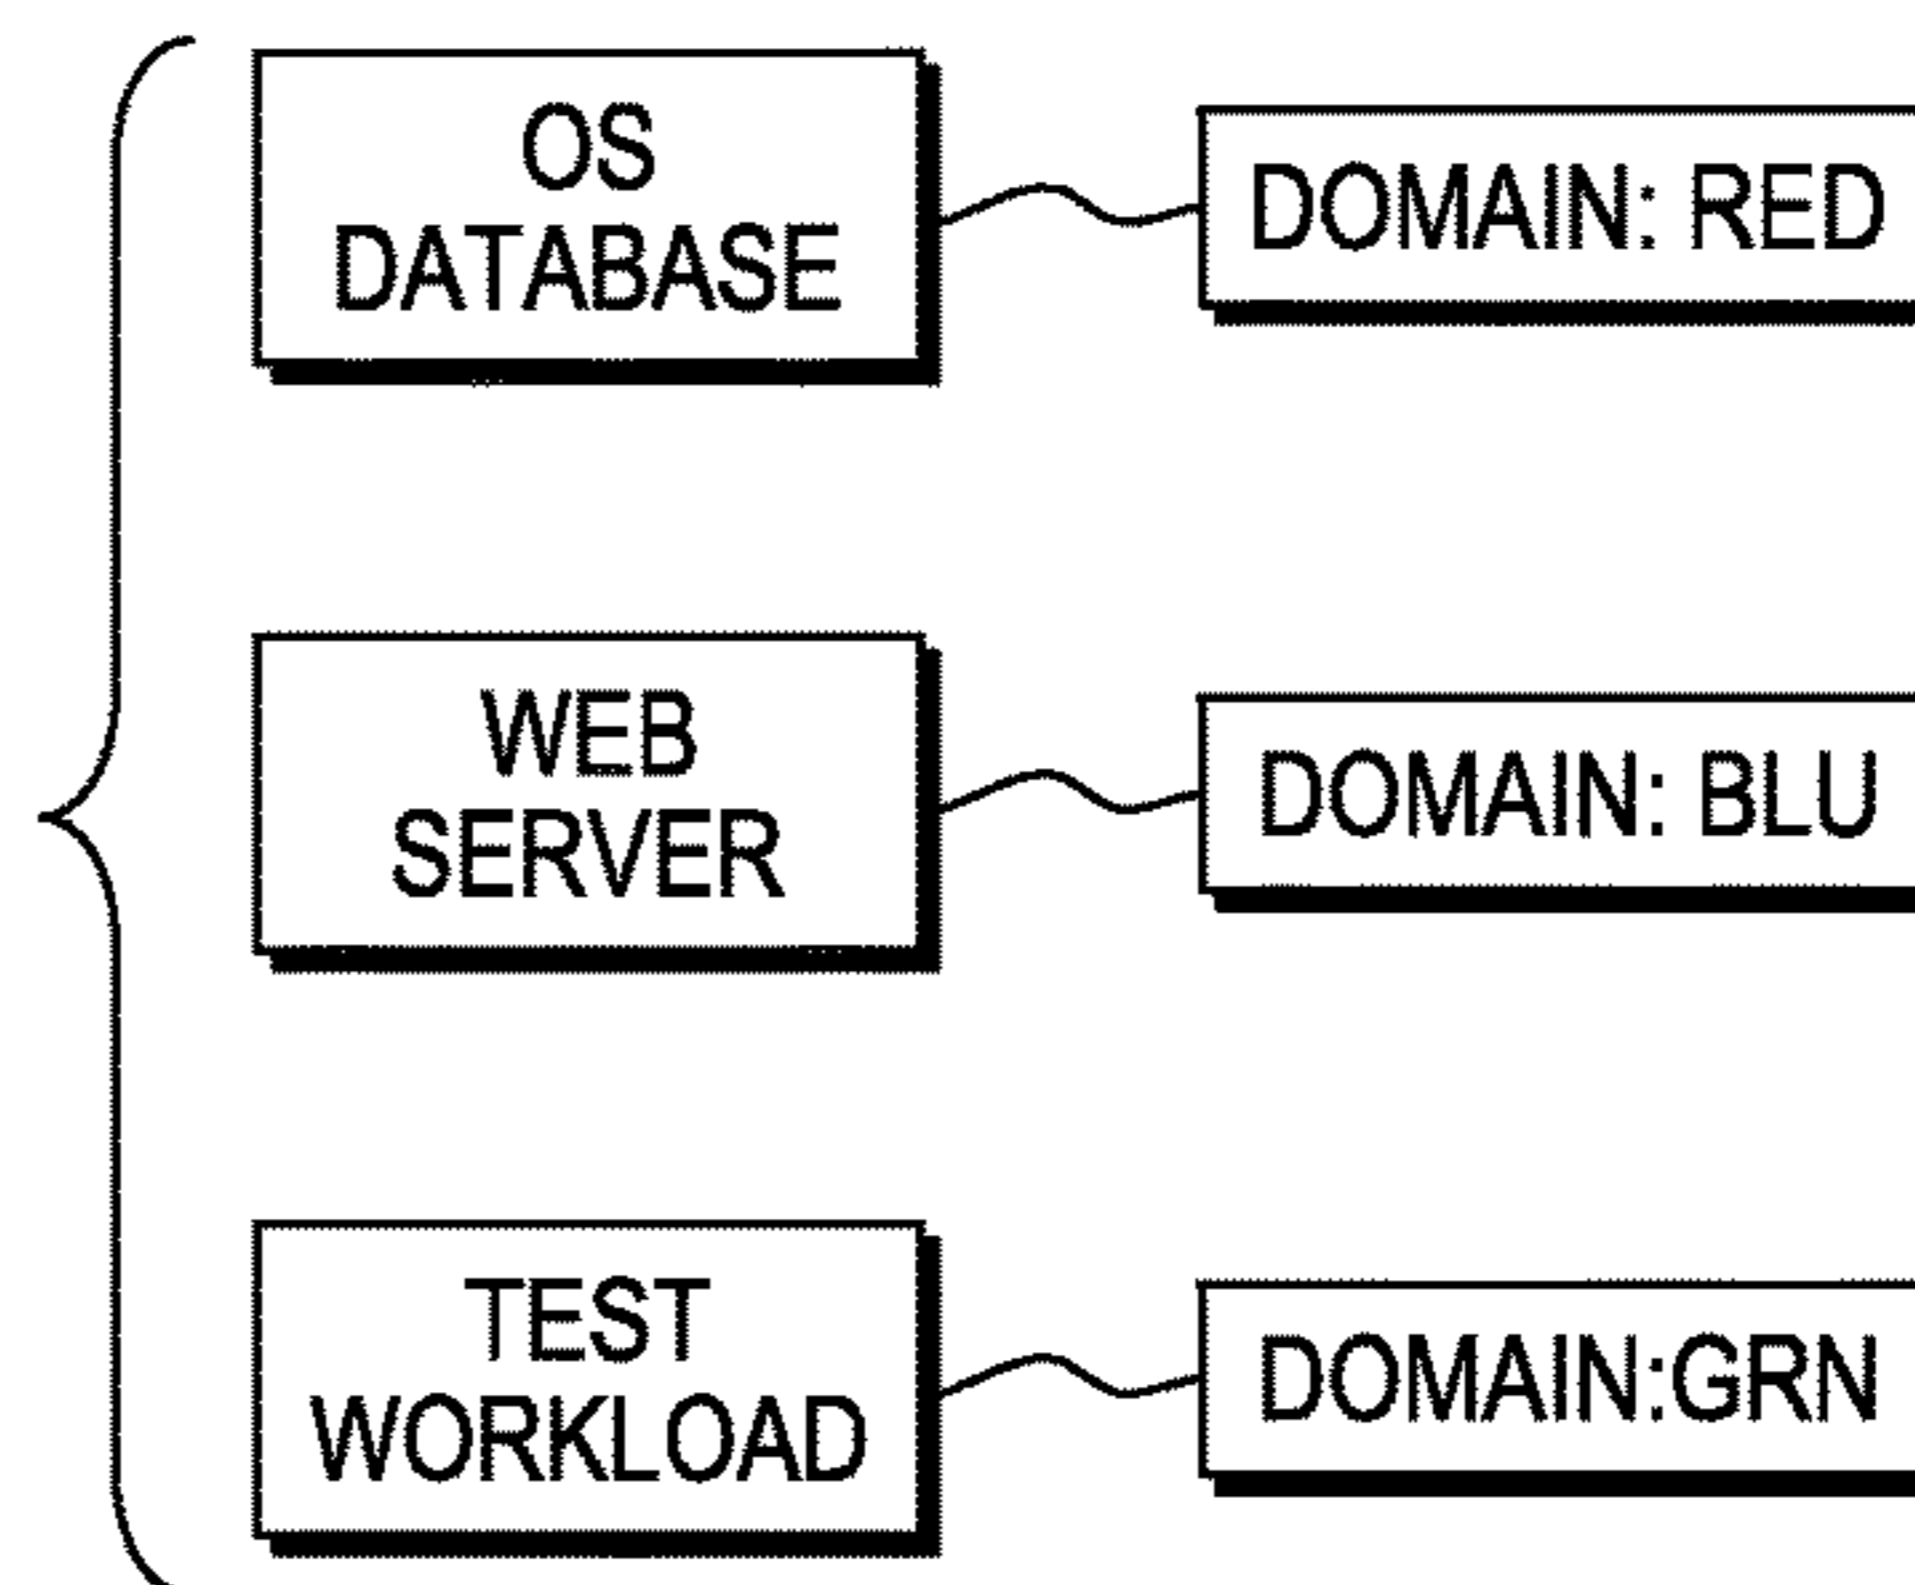 OS
DATABASE
DOMAIN: RED
WEB
SERVER
DOMAIN: BLU
TEST
WORKLOAD
DOMAIN:GRN